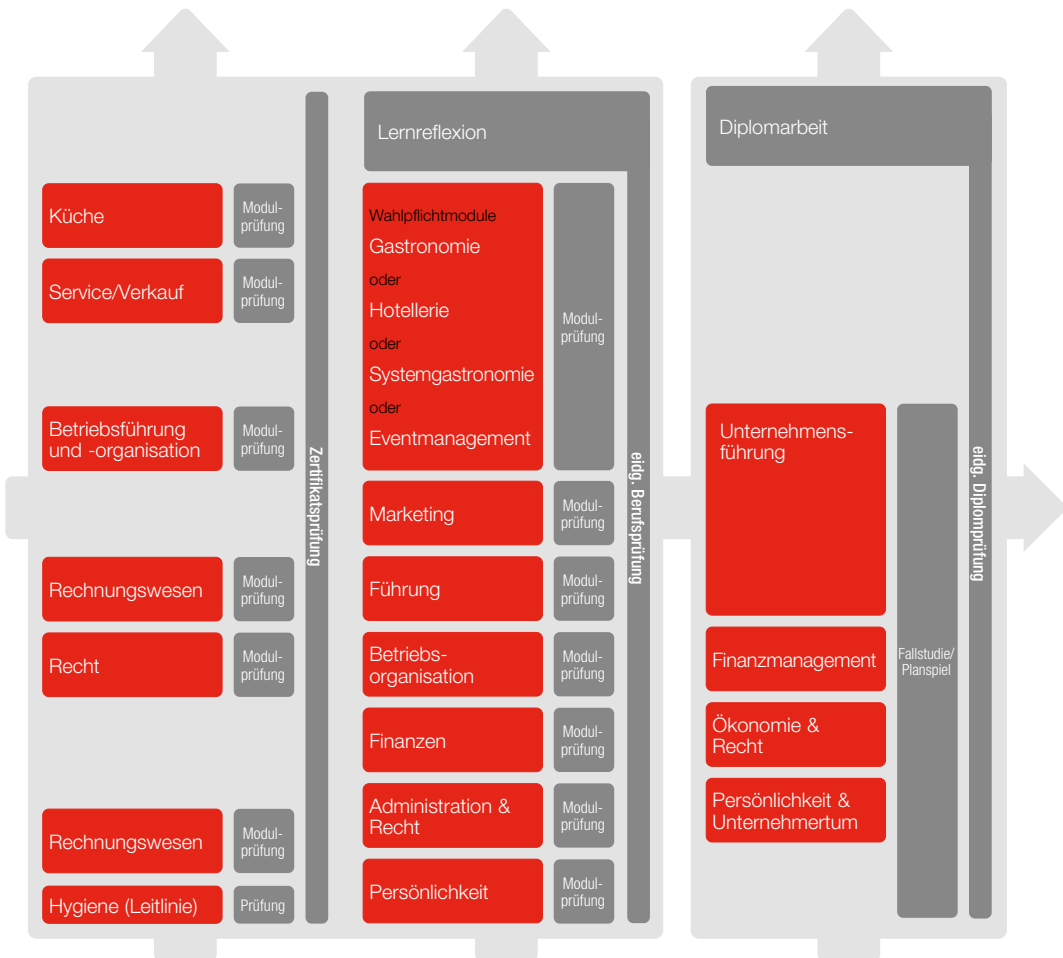 Küche
Modul-
prüfung
Service/Verkauf
Modul-
prüfung
Betriebsführung
und -organisation
Modul-
prüfung
Rechnungswesen
Modul-
prüfung
Recht
Modul-
prüfung
Rechnungswesen
Modul-
prüfung
Hygiene (Leitlinie)
Prüfung
Zertifikatsprüfung
Lernreflexion
Wahlpflichtmodule
Gastronomie
oder
Hotellerie
oder
Systemgastronomie
oder
Eventmanagement
Modul-
prüfung
Marketing
Modul-
prüfung
Führung
Modul-
prüfung
Betriebs-
organisation
Modul-
prüfung
Finanzen
Modul-
prüfung
Administration &
Recht
Modul-
prüfung
Persönlichkeit
Modul-
prüfung
eidg. Berufsprüfung
Diplomarbeit
Unternehmens-
führung
Finanzmanagement
Ökonomie &
Recht
Persönlichkeit &
Unternehmertum
Fallstudie/
Planspiel
eidg. Diplomprüfung